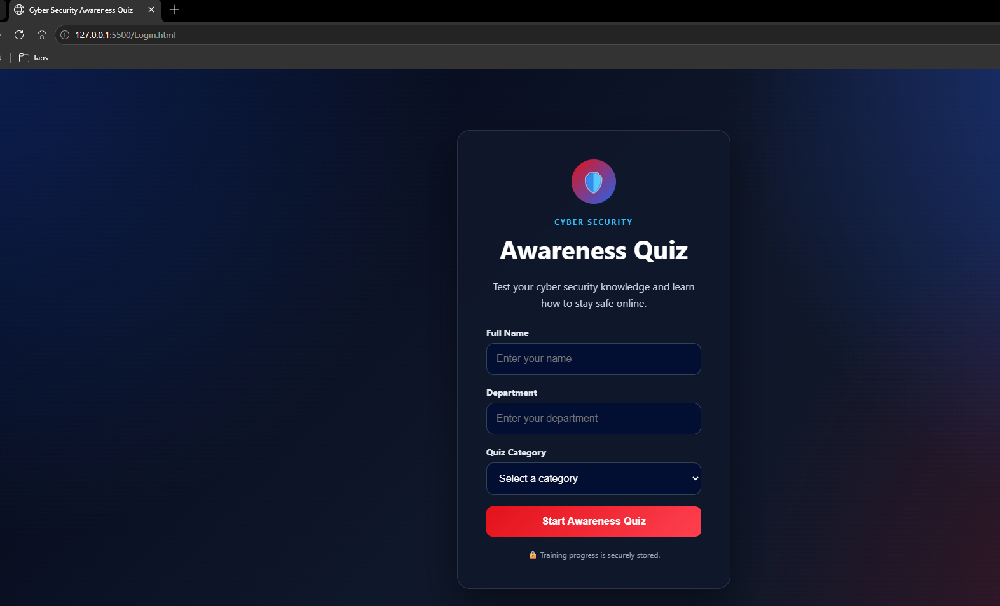 Cyber Security Awareness Quiz
127.0.0.1:5500/Login.html
Tabs
CYBER SECURITY
Awareness Quiz
Test your cyber security knowledge and learn
how to stay safe online.
Full Name
Enter your name
Department
Enter your department
Quiz Category
Select a category
Start Awareness Quiz
Training progress is securely stored.